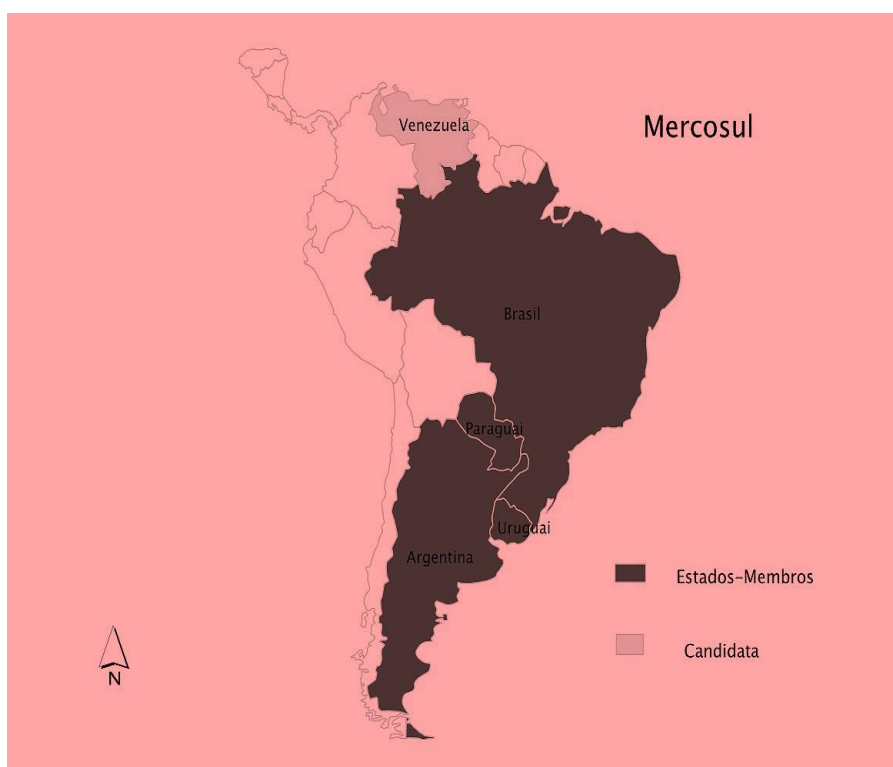 Venezuela
Mercosul
Brasil
Paraguai
Uruguai
Argentina
Estados-Membros
Candidata
N